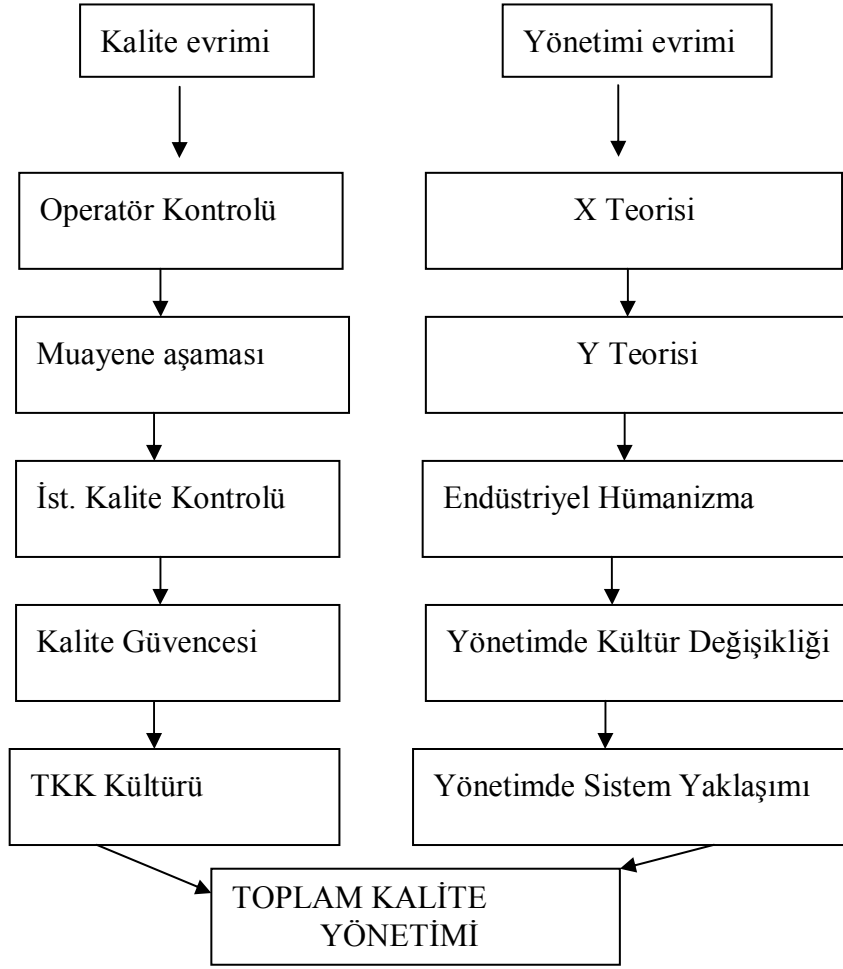 Kalite evrimi
Yönetimi evrimi
Operatör Kontrolü
X Teorisi
Muayene aşaması
Y Teorisi
İst. Kalite Kontrolü
Endüstriyel Hümanizma
Kalite Güvencesi
Yönetimde Kültür Değişikliği
TKK Kültürü
Yönetimde Sistem Yaklaşımı
TOPLAM KALİTE
YÖNETİMİ